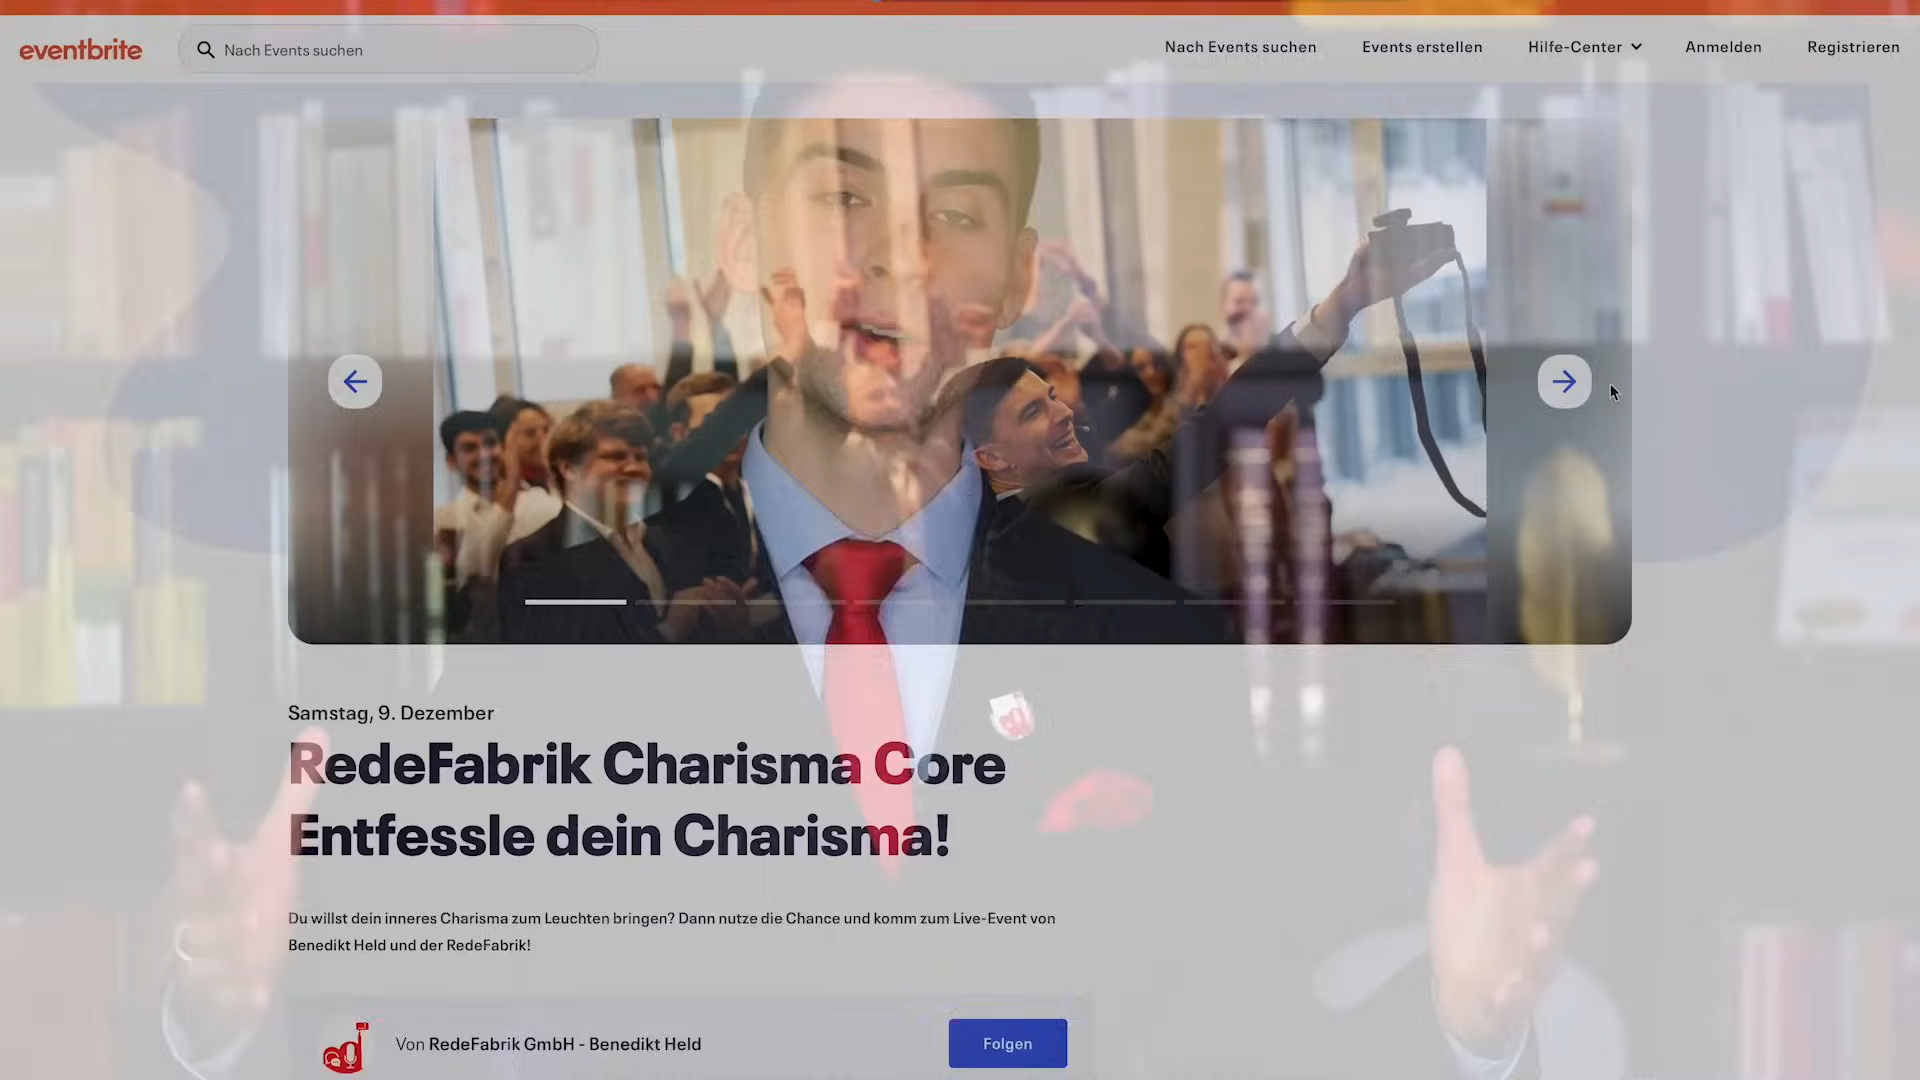 eventbrite
Nach Events suchen
Nach Events suchen
Events erstellen
Hilfe-Center
Anmelden
Registrieren
Samstag, 9. Dezember
RedeFabrik Charisma Core
Entfessle dein Charisma!
Du willst dein inneres Charisma zum Leuchten bringen? Dann nutze die Chance und komm zum Live-Event von
Benedikt Held und der RedeFabrik!
Von RedeFabrik GmbH - Benedikt Held
Folgen